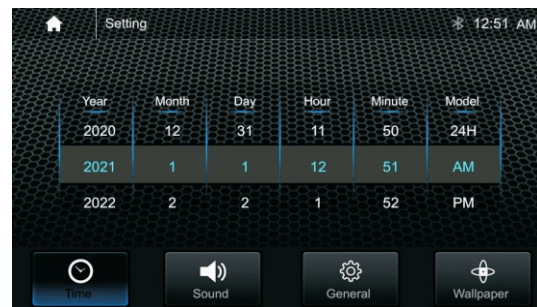 Setting 12:51 AM
Year Month Day Hour Minute Model
2020 12 31 11 50 24H
2021 1 1 12 51 AM
2022 2 2 1 52 PM
Time Sound General Wallpaper